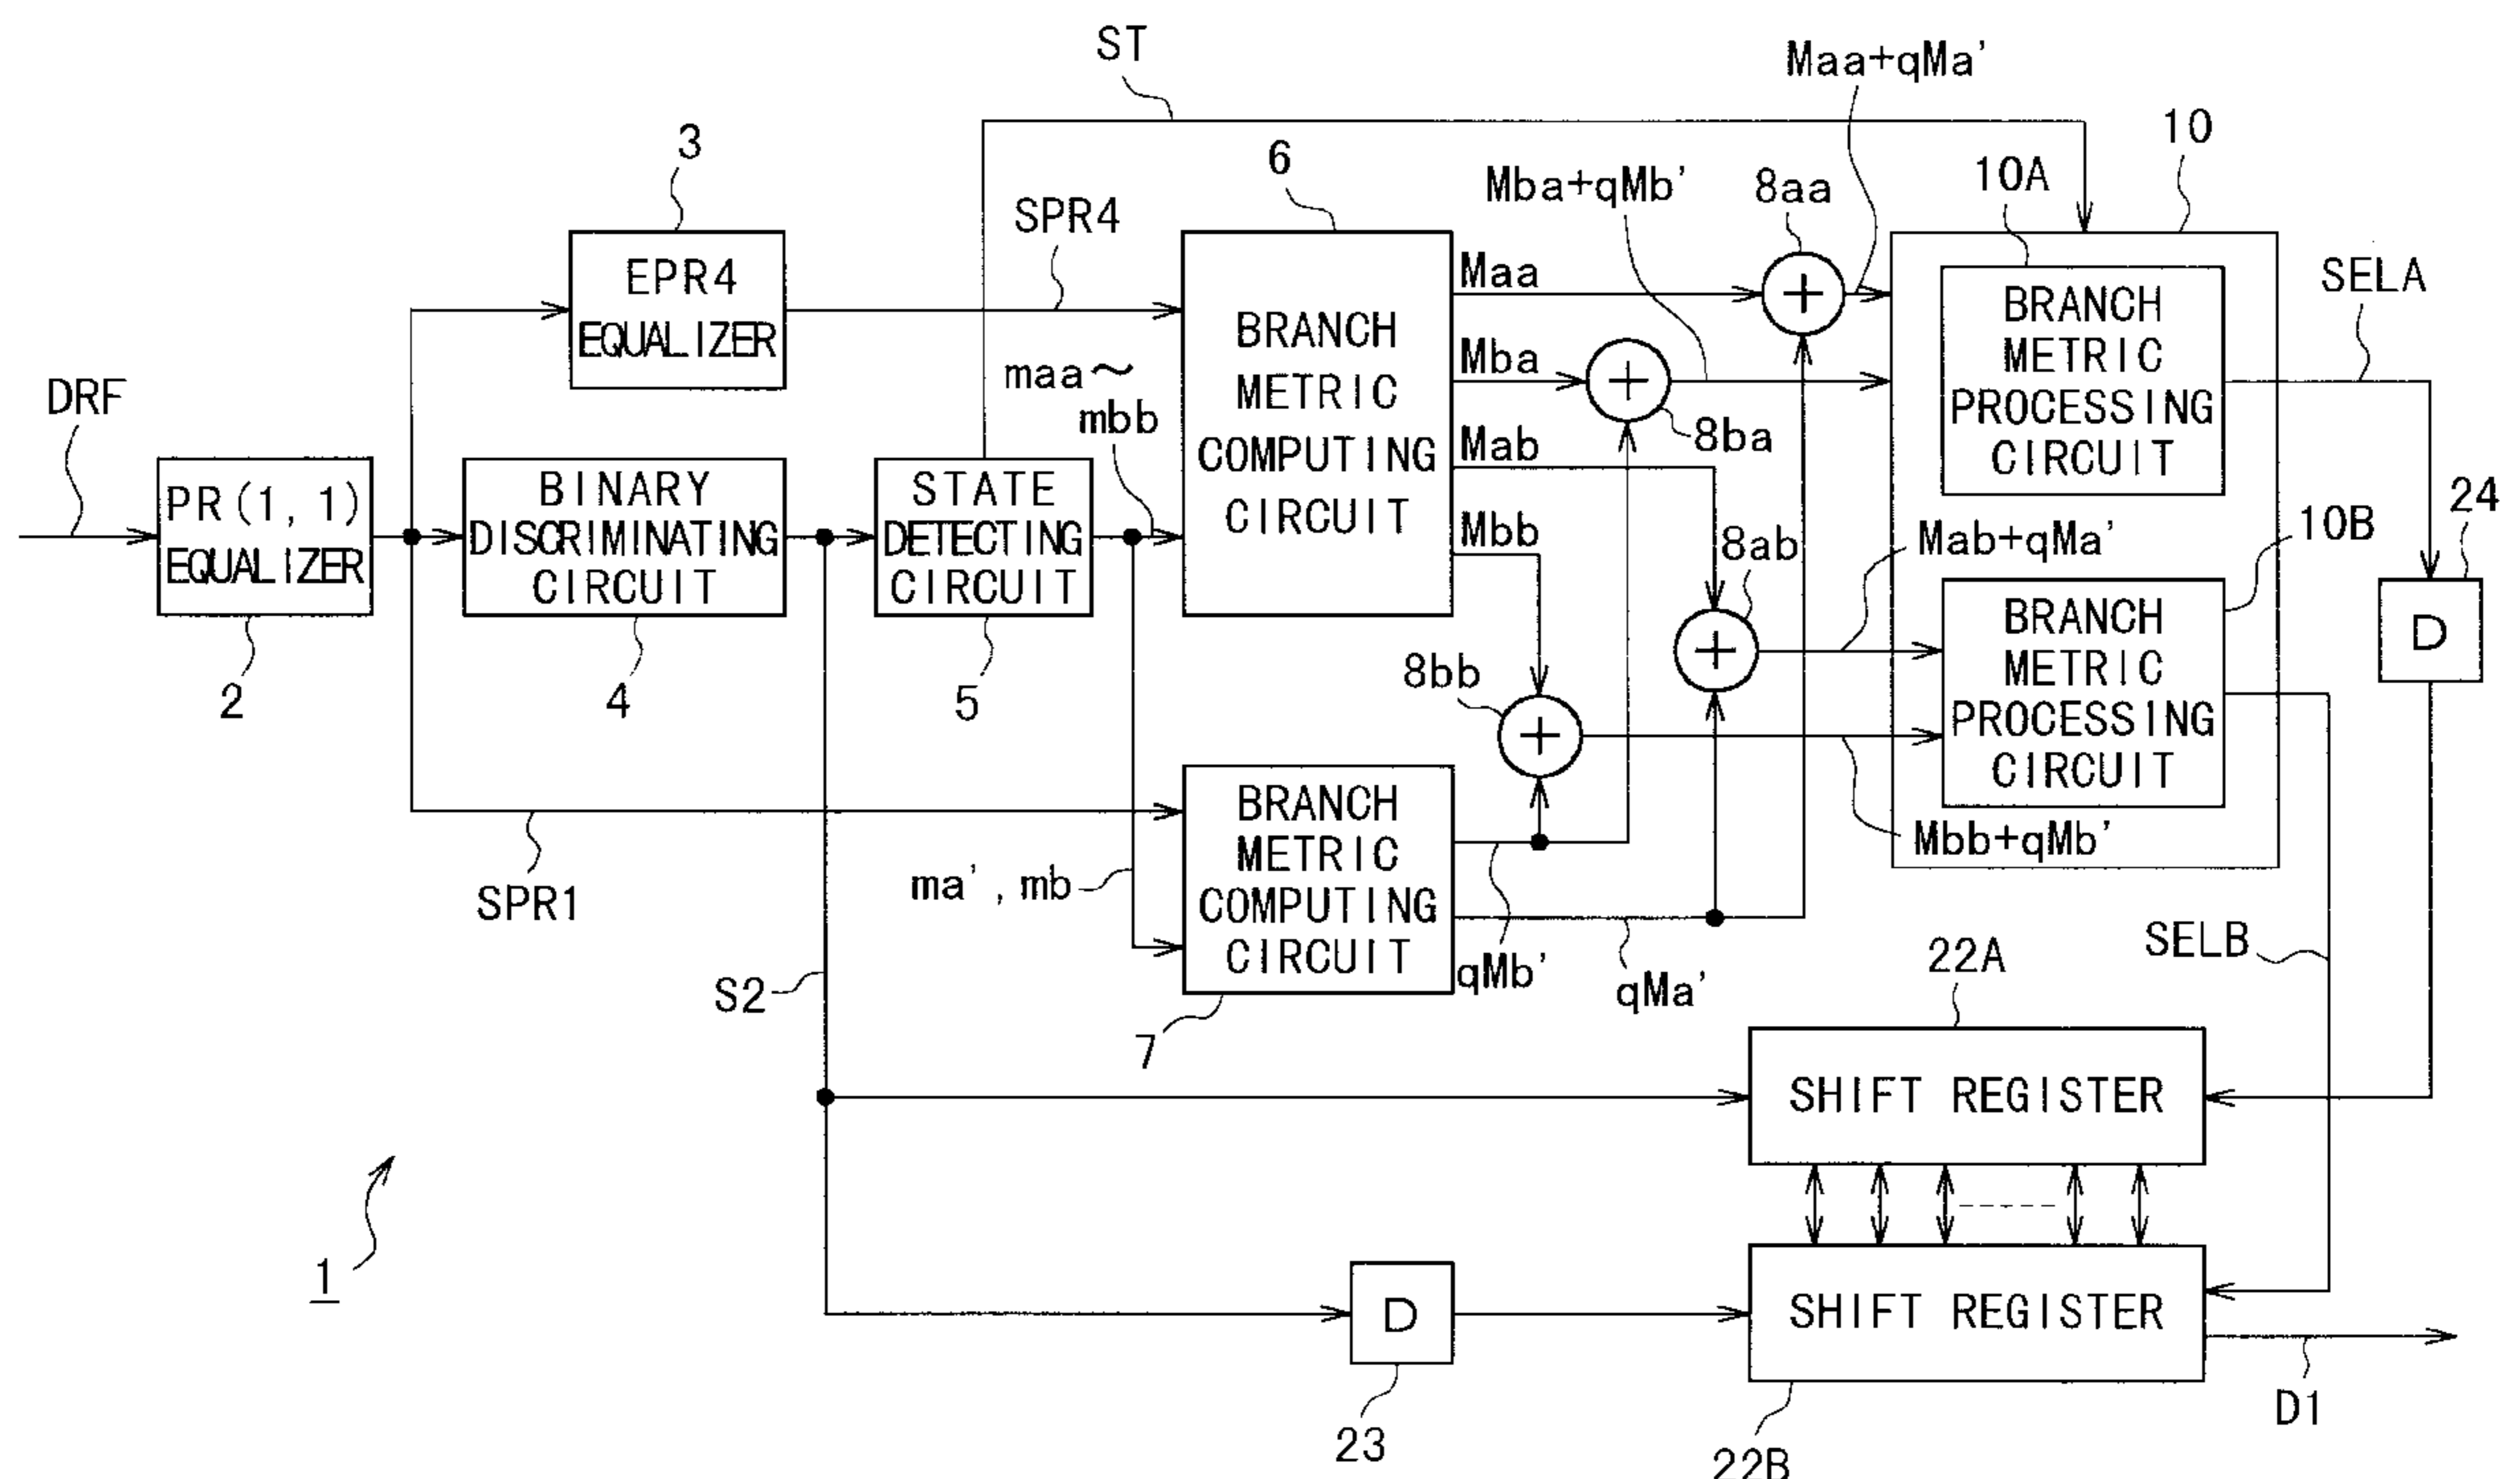 ST
Maa+qMa'
3
6
Mba+qMb'
8aa
10A
10
SPR4
EPR4
EQUALIZER
maa~
mbb
BRANCH
METRIC
COMPUTING
CIRCUIT
Maa
Mba
Mab
Mbb
8ba
BRANCH
METRIC
PROCESSING
CIRCUIT
SELA
DRF
PR(1, 1)
EQUALIZER
BINARY
DISCRIMINATING
CIRCUIT
STATE
DETECTING
CIRCUIT
8ab
Mab+qMa'
10B
24
D
2
4
5
8bb
BRANCH
METRIC
PROCESSING
CIRCUIT
Mbb+qMb'
SPR1
ma', mb
BRANCH
METRIC
COMPUTING
CIRCUIT
qMb'
qMa'
SELB
S2
7
22A
SHIFT REGISTER
1
D
SHIFT REGISTER
23
22B
D1